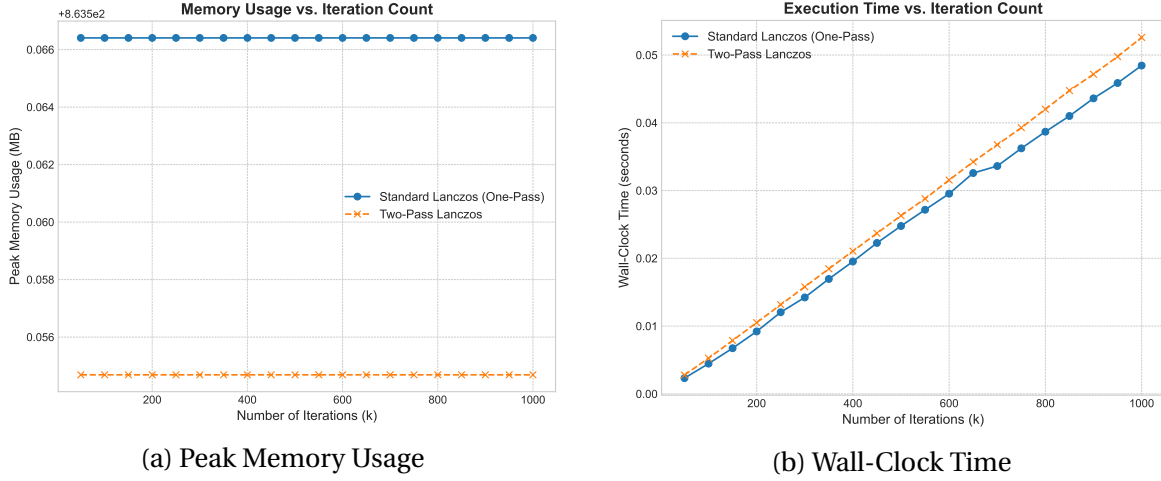 Memory Usage vs. Iteration Count
+8.635e2
0.066
0.064
0.062
0.060
0.058
0.056
Peak Memory Usage (MB)
Standard Lanczos (One-Pass)
Two-Pass Lanczos
200
400
600
800
1000
Number of Iterations (k)
(a) Peak Memory Usage
Execution Time vs. Iteration Count
Standard Lanczos (One-Pass)
Two-Pass Lanczos
0.05
0.04
0.03
0.02
0.01
0.00
Wall-Clock Time (seconds)
200
400
600
800
1000
Number of Iterations (k)
(b) Wall-Clock Time